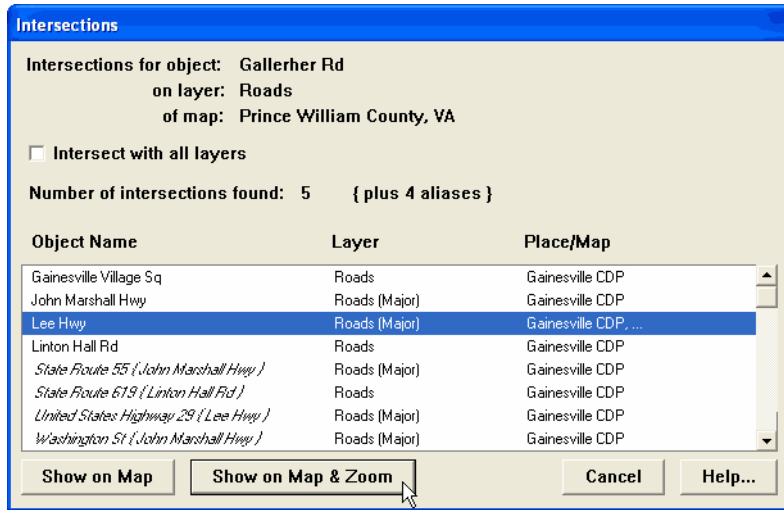 Intersections
Intersections for object: Gallerher Rd
on layer: Roads
of map: Prince William County, VA
Intersect with all layers
Number of intersections found: 5 { plus 4 aliases }
Object Name Layer Place/Map
Gainesville Village Sq Roads Gainesville CDP
John Marshall Hwy Roads (Major) Gainesville CDP
Lee Hwy Roads (Major) Gainesville CDP, ...
Linton Hall Rd Roads Gainesville CDP
State Route 55 { John Marshall Hwy } Roads (Major) Gainesville CDP
State Route 619 { Linton Hall Rd } Roads Gainesville CDP
United States Highway 29 { Lee Hwy } Roads (Major) Gainesville CDP
Washington St { John Marshall Hwy } Roads (Major) Gainesville CDP
Show on Map Show on Map & Zoom Cancel Help...